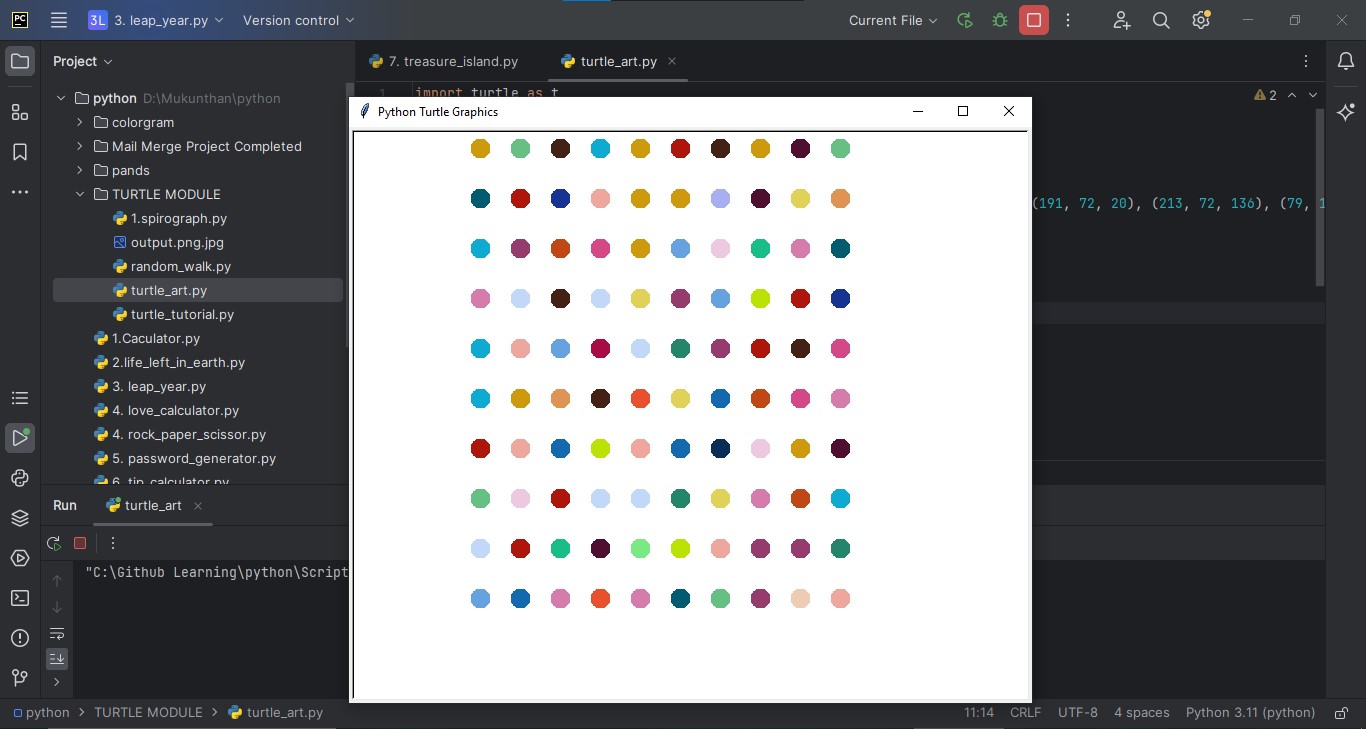 PC
3L 3. leap_year.py
Version control
Current File
Project
7. treasure_island.py
turtle_art.py
python D:\Mukunthan\python
colorgram
Mail Merge Project Completed
pands
TURTLE MODULE
1.spirograph.py
output.png.jpg
random_walk.py
turtle_art.py
turtle_tutorial.py
1.Caculator.py
2.life_left_in_earth.py
3. leap_year.py
4. love_calculator.py
4. rock_paper_scissor.py
5. password_generator.py
6. tip_calculator.py
1 import turtle as t
2
Python Turtle Graphics
(191, 72, 20), (213, 72, 136), (79, 1
Run
turtle_art
"C:\Github Learning\python\Script
python > TURTLE MODULE > turtle_art.py
11:14 CRLF UTF-8 4 spaces Python 3.11 (python)